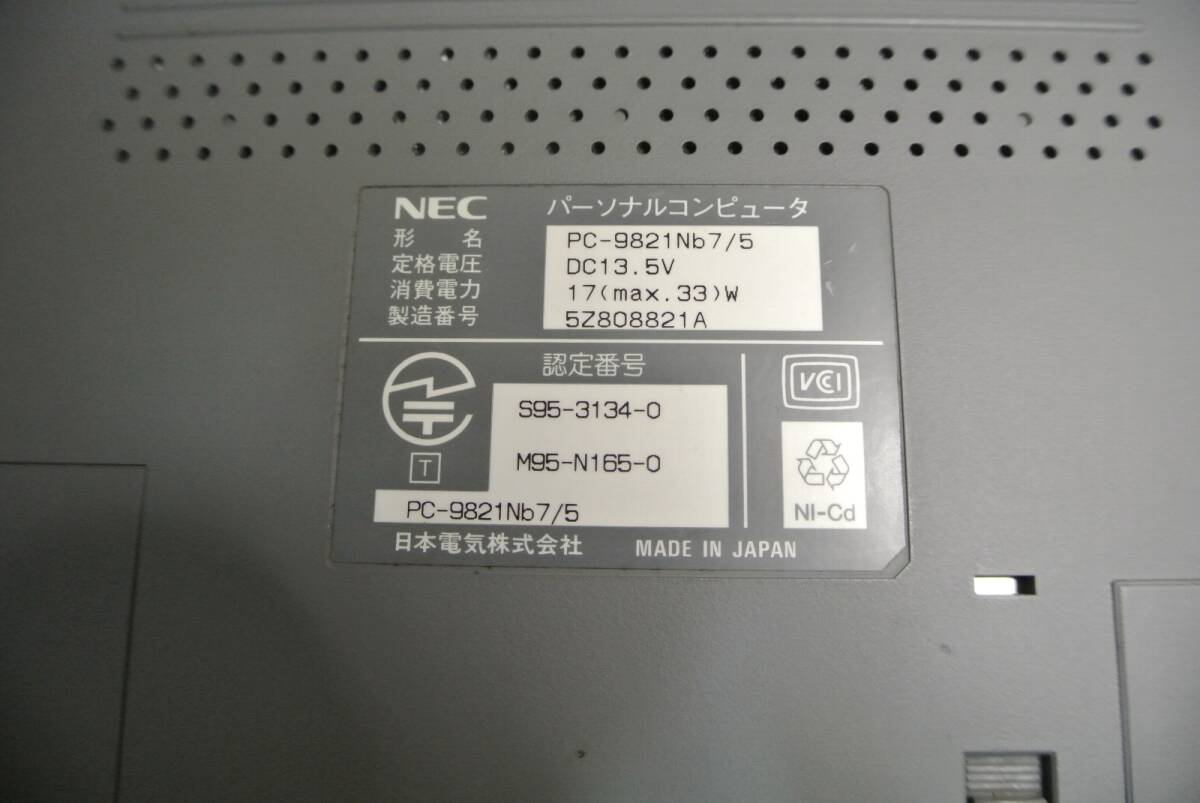 NEC パーソナルコンピュータ
形名 PC-9821Nb7/5
定格電圧 DC13.5V
消費電力 17(max.33)W
製造番号 5Z808821A
認定番号
S95-3134-0
M95-N165-0
T
PC-9821Nb7/5
VCCI
Ni-Cd
日本電気株式会社 MADE IN JAPAN